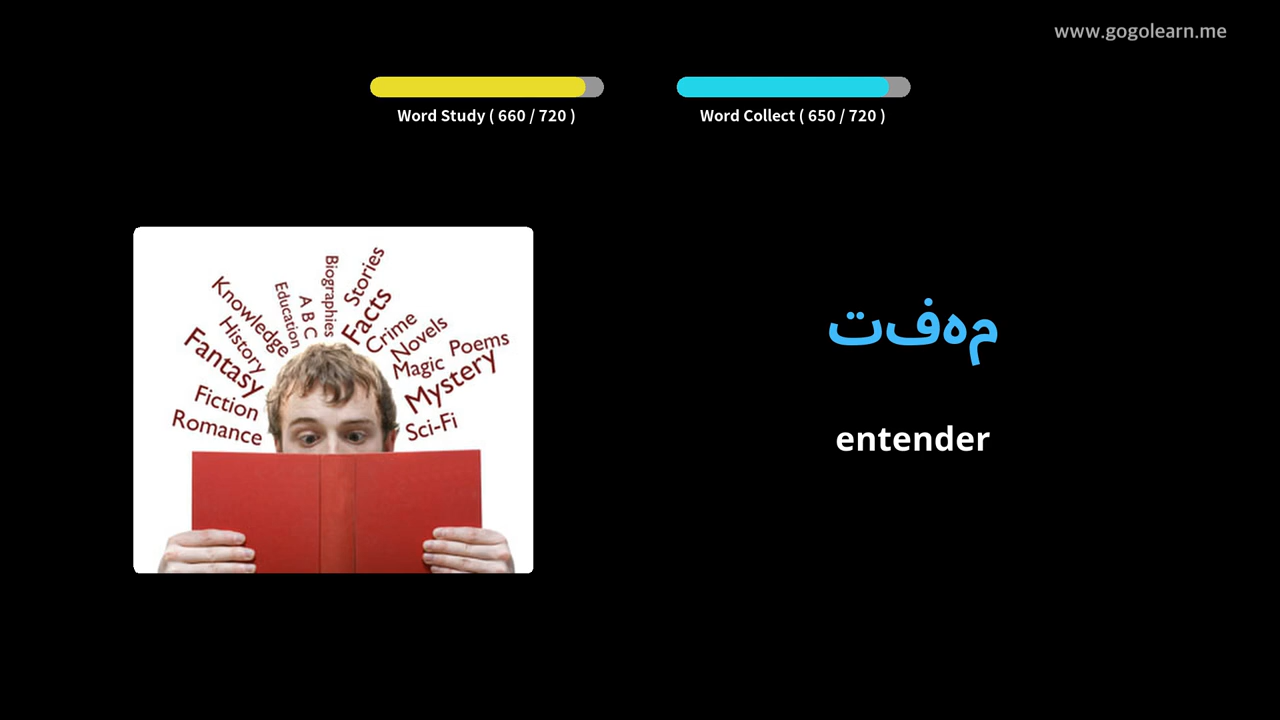 www.gogolearn.me
Word Study ( 660 / 720 )
Word Collect ( 650 / 720 )
Knowledge
History
Fantasy
Fiction
Romance
Education
A B C
Biographies
Stories
Facts
Crime
Novels
Magic
Poems
Mystery
Sci-Fi
مهفت
entender